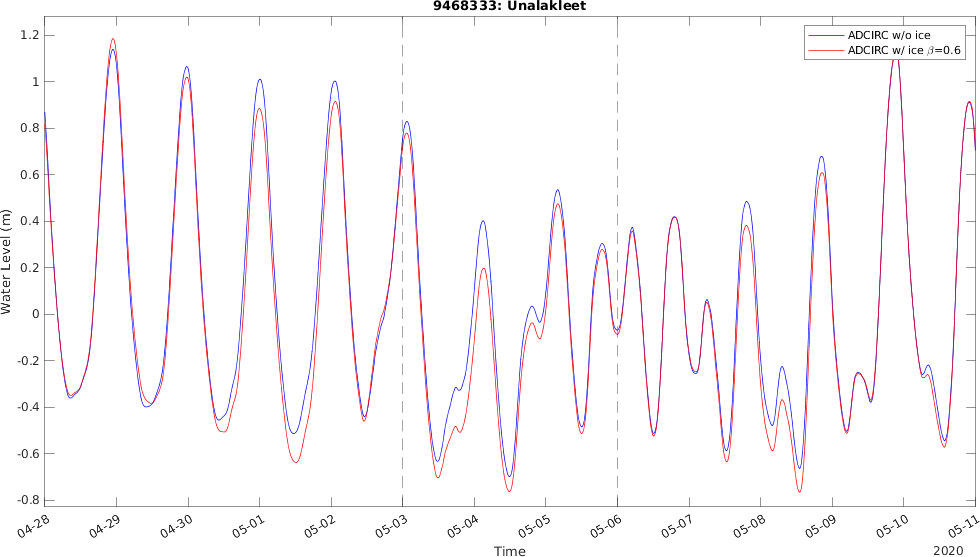 9468333: Unalakleet
ADCIRC w/o ice
ADCIRC w/ ice β=0.6
Water Level (m)
1.2
1
0.8
0.6
0.4
0.2
0
-0.2
-0.4
-0.6
-0.8
04-28 04-29 04-30 05-01 05-02 05-03 05-04 05-05 05-06 05-07 05-08 05-09 05-10 05-11
Time
2020